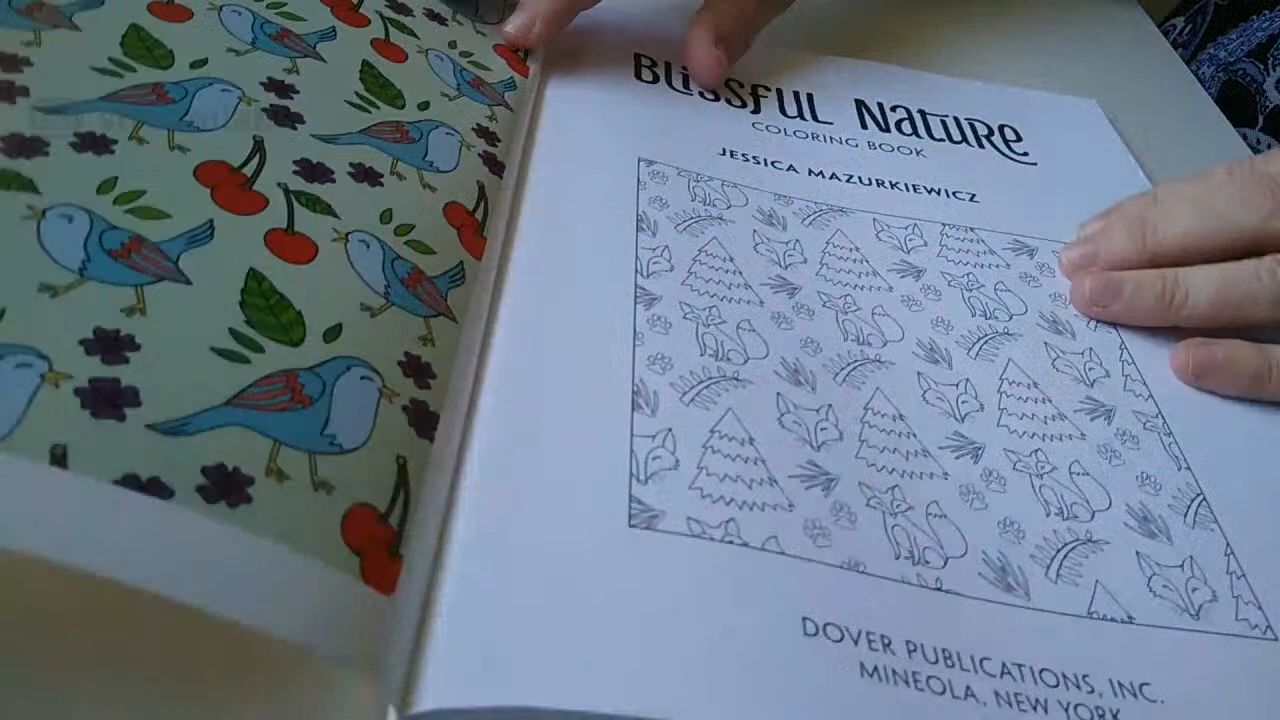 BLiSSfUL NatURe
COLORING BOOK
JESSICA MAZURKIEWICZ
DOVER PUBLICATIONS, INC.
MINEOLA, NEW YORK